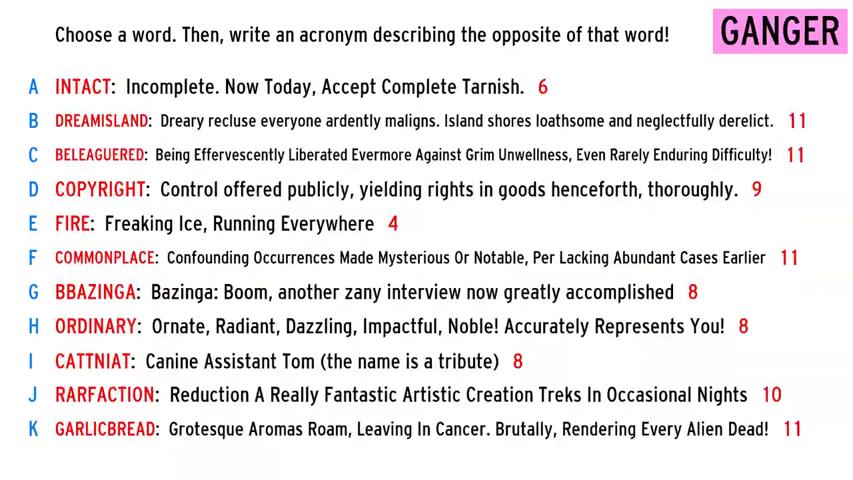 Choose a word. Then, write an acronym describing the opposite of that word!
GANGER
A INTACT: Incomplete. Now Today, Accept Complete Tarnish. 6
B DREAMISLAND: Dreary recluse everyone ardently maligns. Island shores loathsome and neglectfully derelict. 11
C BELEAGUERED: Being Effervescently Liberated Evermore Against Grim Unwellness, Even Rarely Enduring Difficulty! 11
D COPYRIGHT: Control offered publicly, yielding rights in goods henceforth, thoroughly. 9
E FIRE: Freaking Ice, Running Everywhere 4
F COMMONPLACE: Confounding Occurrences Made Mysterious Or Notable, Per Lacking Abundant Cases Earlier 11
G BBAZINGA: Bazinga: Boom, another zany interview now greatly accomplished 8
H ORDINARY: Ornate, Radiant, Dazzling, Impactful, Noble! Accurately Represents You! 8
I CATTNIAT: Canine Assistant Tom (the name is a tribute) 8
J RARFACTION: Reduction A Really Fantastic Artistic Creation Treks In Occasional Nights 10
K GARLICBREAD: Grotesque Aromas Roam, Leaving In Cancer. Brutally, Rendering Every Alien Dead! 11